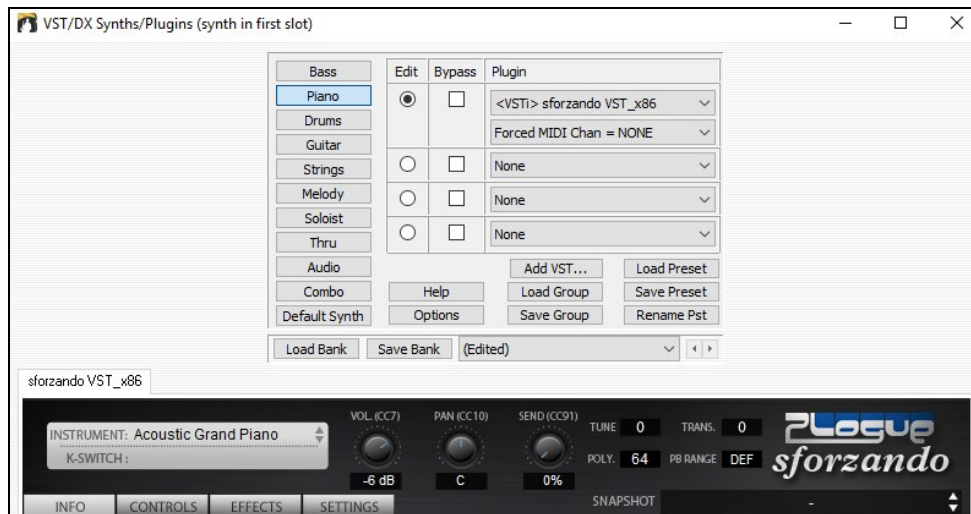 VST/DX Synths/Plugins (synth in first slot)
Bass Edit Bypass Plugin
Piano <VSTi> sforzando VST_x86
Drums Forced MIDI Chan = NONE
Guitar
Strings None
Melody None
Soliost
Thru None
Audio Add VST... Load Preset
Combo Help Load Group Save Preset
Default Synth Options Save Group Rename Pst
Load Bank Save Bank (Edited)
sforzando VST_x86
VOL. (CC7) PAN (CC10) SEND (CC91) TUNE 0 TRANS. 0 PLOGUE
INSTRUMENT: Acoustic Grand Piano
K-SWITCH : POLY. 64 PB RANGE DEF sforzando
-6 dB C 0%
INFO CONTROLS EFFECTS SETTINGS SNAPSHOT -